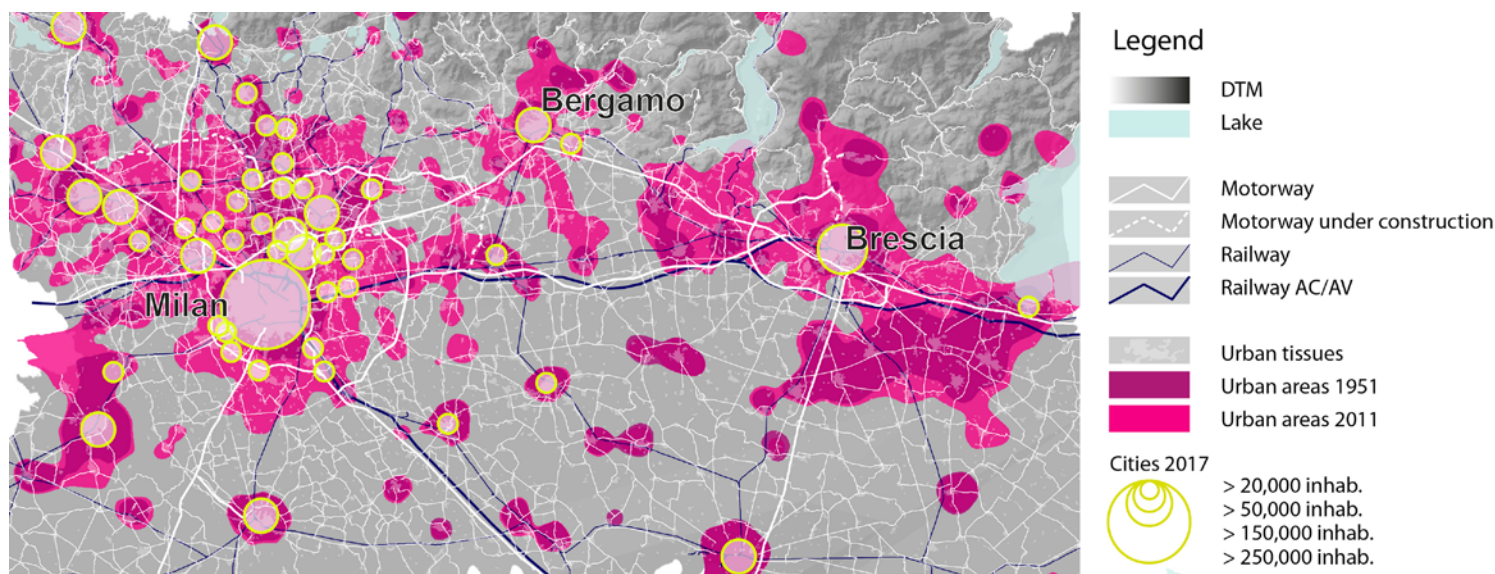 Bergamo
Brescia
Milan
Legend
DTM
Lake
Motorway
Motorway under construction
Railway
Railway AC/AV
Urban tissues
Urban areas 1951
Urban areas 2011
Cities 2017
> 20,000 inhab.
> 50,000 inhab.
> 150,000 inhab.
> 250,000 inhab.